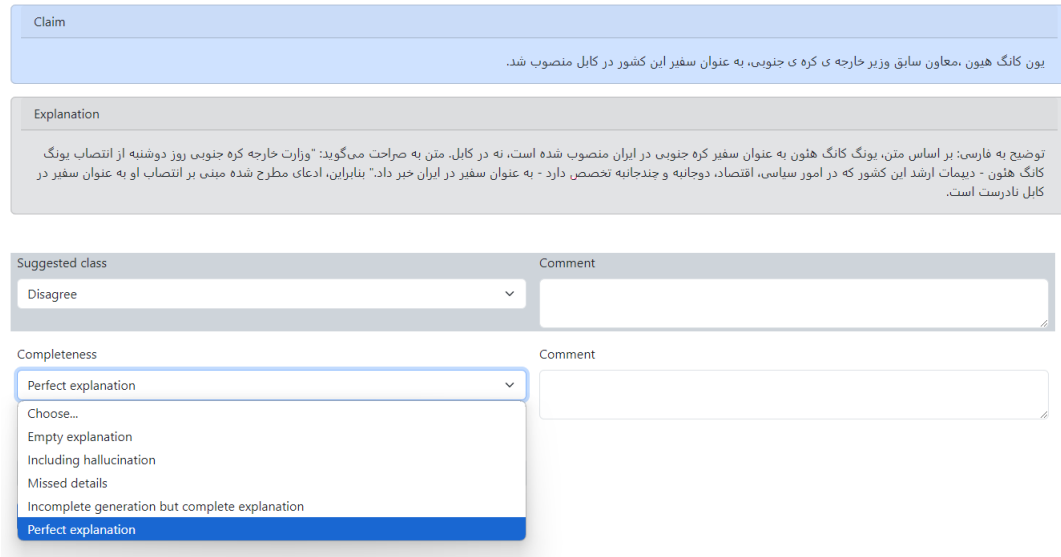 Claim
یون کانگ هیون ،معاون سابق وزیر خارجه ی کره ی جنوبی، به عنوان سفیر این کشور در کابل منصوب شد.
Explanation
توضیح به فارسی: بر اساس متن، یونگ کانگ هئون به عنوان سفیر کره جنوبی در ایران منصوب شده است، نه در کابل. متن به صراحت می‌گوید: "وزارت خارجه کره جنوبی روز دوشنبه از انتصاب یونگ
کانگ هئون - دیپمات ارشد این کشور که در امور سیاسی، اقتصاد، دوجانبه و چندجانبه تخصص دارد - به عنوان سفیر در ایران خبر داد." بنابراین، ادعای مطرح شده مبنی بر انتصاب او به عنوان سفیر در
کابل نادرست است.
Suggested class
Comment
Disagree
Completeness
Comment
Perfect explanation
Choose...
Empty explanation
Including hallucination
Missed details
Incomplete generation but complete explanation
Perfect explanation